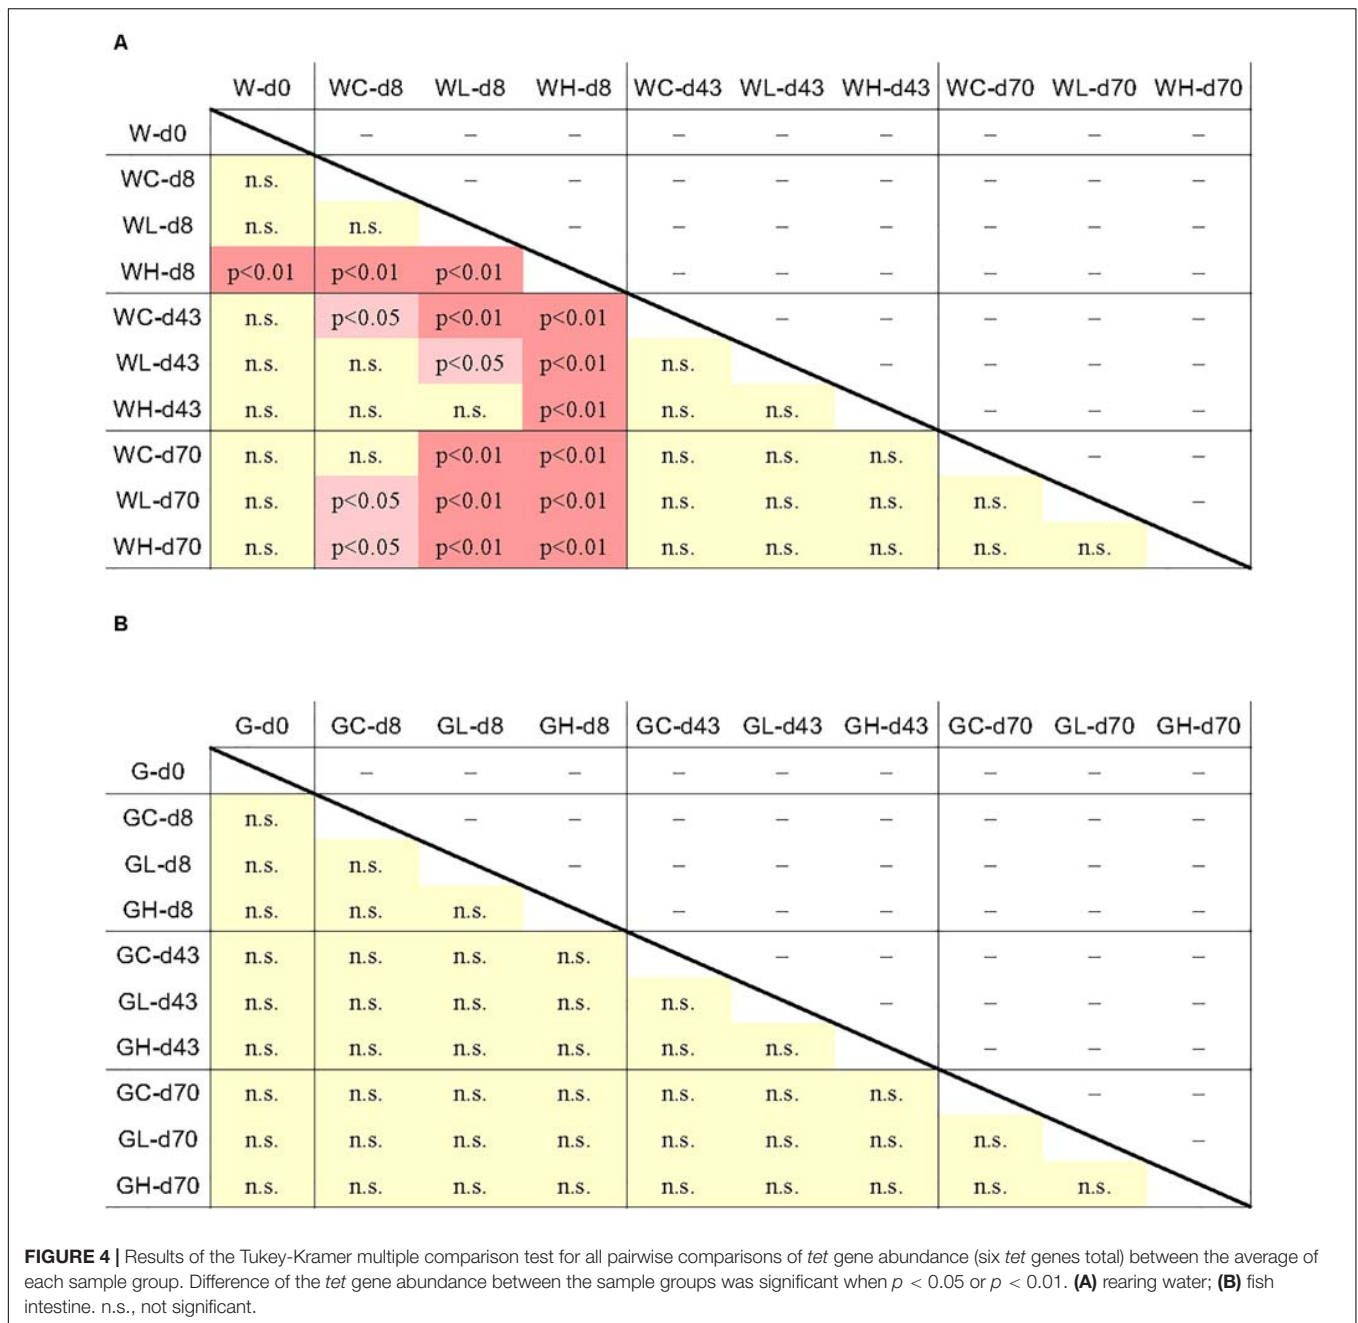 A
W-d0 WC-d8 WL-d8 WH-d8 WC-d43 WL-d43 WH-d43 WC-d70 WL-d70 WH-d70
W-d0 – – – – – – – – –
WC-d8 n.s. – – – – – – – –
WL-d8 n.s. n.s. – – – – – – –
WH-d8 p<0.01 p<0.01 p<0.01 – – – – – –
WC-d43 n.s. p<0.05 p<0.01 p<0.01 – – – – –
WL-d43 n.s. n.s. p<0.05 p<0.01 n.s. – – – –
WH-d43 n.s. n.s. n.s. p<0.01 n.s. n.s. – – –
WC-d70 n.s. n.s. p<0.01 p<0.01 n.s. n.s. n.s. – –
WL-d70 n.s. p<0.05 p<0.01 p<0.01 n.s. n.s. n.s. n.s. –
WH-d70 n.s. p<0.05 p<0.01 p<0.01 n.s. n.s. n.s. n.s. n.s.
B
G-d0 GC-d8 GL-d8 GH-d8 GC-d43 GL-d43 GH-d43 GC-d70 GL-d70 GH-d70
G-d0 – – – – – – – – –
GC-d8 n.s. – – – – – – – –
GL-d8 n.s. n.s. – – – – – – –
GH-d8 n.s. n.s. n.s. – – – – – –
GC-d43 n.s. n.s. n.s. n.s. – – – – –
GL-d43 n.s. n.s. n.s. n.s. n.s. – – – –
GH-d43 n.s. n.s. n.s. n.s. n.s. n.s. – – –
GC-d70 n.s. n.s. n.s. n.s. n.s. n.s. n.s. – –
GL-d70 n.s. n.s. n.s. n.s. n.s. n.s. n.s. n.s. –
GH-d70 n.s. n.s. n.s. n.s. n.s. n.s. n.s. n.s. n.s.
FIGURE 4 | Results of the Tukey-Kramer multiple comparison test for all pairwise comparisons of tet gene abundance (six tet genes total) between the average of
each sample group. Difference of the tet gene abundance between the sample groups was significant when p < 0.05 or p < 0.01. (A) rearing water; (B) fish
intestine. n.s., not significant.